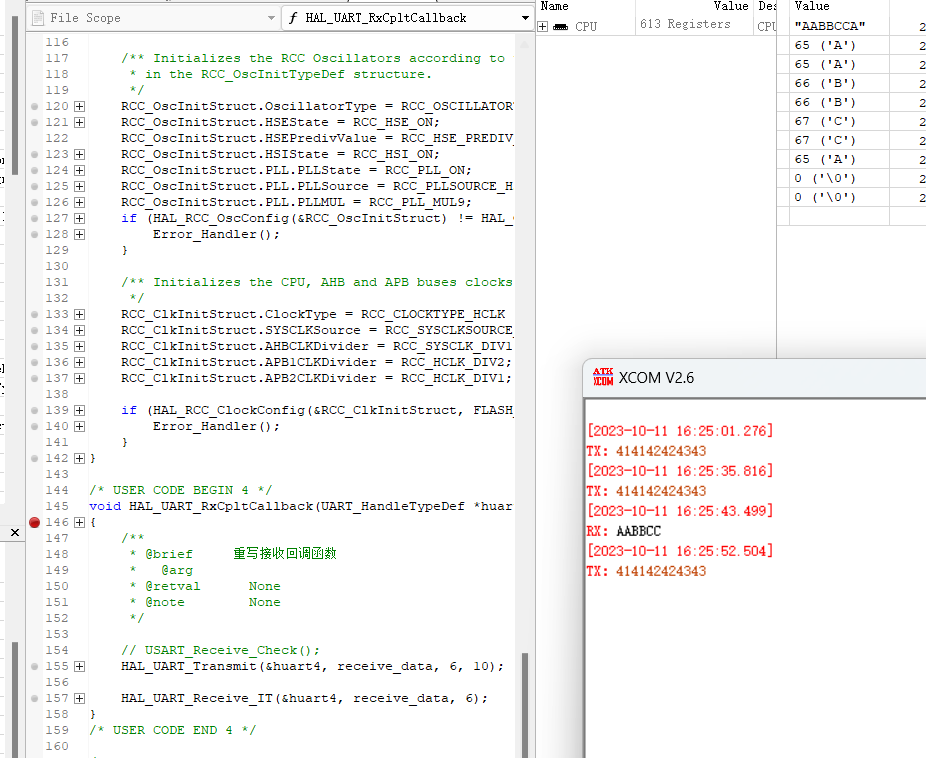 File Scope
f HAL_UART_RxCpltCallback
116
117 /** Initializes the RCC Oscillators according to
118 * in the RCC_OscInitTypeDef structure.
119 */
120 RCC_OscInitStruct.OscillatorType = RCC_OSCILLATOR
121 RCC_OscInitStruct.HSEState = RCC_HSE_ON;
122 RCC_OscInitStruct.HSEPredivValue = RCC_HSE_PREDIV_
123 RCC_OscInitStruct.HSIState = RCC_HSI_ON;
124 RCC_OscInitStruct.PLL.PLLState = RCC_PLL_ON;
125 RCC_OscInitStruct.PLL.PLLSource = RCC_PLLSOURCE_H
126 RCC_OscInitStruct.PLL.PLLMUL = RCC_PLL_MUL9;
127 if (HAL_RCC_OscConfig(&RCC_OscInitStruct) != HAL_
128 Error_Handler();
129 }
130
131 /** Initializes the CPU, AHB and APB buses clocks
132 */
133 RCC_ClkInitStruct.ClockType = RCC_CLOCKTYPE_HCLK
134 RCC_ClkInitStruct.SYSCLKSource = RCC_SYSCLKSOURCE_
135 RCC_ClkInitStruct.AHBCLKDivider = RCC_SYSCLK_DIV1
136 RCC_ClkInitStruct.APB1CLKDivider = RCC_HCLK_DIV2;
137 RCC_ClkInitStruct.APB2CLKDivider = RCC_HCLK_DIV1;
138
139 if (HAL_RCC_ClockConfig(&RCC_ClkInitStruct, FLASH_
140 Error_Handler();
141 }
142 }
143
144 /* USER CODE BEGIN 4 */
145 void HAL_UART_RxCpltCallback(UART_HandleTypeDef *huar
146 {
147 /**
148 * @brief 重写接收回调函数
149 * @arg
150 * @retval None
151 * @note None
152 */
153
154 // USART_Receive_Check();
155 HAL_UART_Transmit(&huart4, receive_data, 6, 10);
156
157 HAL_UART_Receive_IT(&huart4, receive_data, 6);
158 }
159 /* USER CODE END 4 */
160
Name Value Des
CPU 613 Registers CPU
Value
"AABBCCA" 2
65 ('A') 2
65 ('A') 2
66 ('B') 2
66 ('B') 2
67 ('C') 2
67 ('C') 2
65 ('A') 2
0 ('\0') 2
0 ('\0') 2
ATK XCOM XCOM V2.6
[2023-10-11 16:25:01.276]
TX: 414142424343
[2023-10-11 16:25:35.816]
TX: 414142424343
[2023-10-11 16:25:43.499]
RX: AABBCC
[2023-10-11 16:25:52.504]
TX: 414142424343